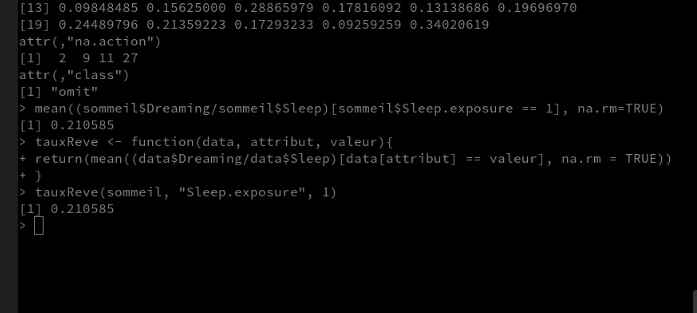 [13] 0.09848485 0.15625000 0.28865979 0.17816092 0.13138686 0.19696970
[19] 0.24489796 0.21359223 0.17293233 0.09259259 0.34020619
attr(,"na.action")
[1]  2  9 11 27
attr(,"class")
[1] "omit"
> mean((sommeil$Dreaming/sommeil$Sleep)[sommeil$Sleep.exposure == 1], na.rm=TRUE)
[1] 0.210585
> tauxReve <- function(data, attribut, valeur){
+ return(mean((data$Dreaming/data$Sleep)[data[attribut] == valeur], na.rm = TRUE))
+ }
> tauxReve(sommeil, "Sleep.exposure", 1)
[1] 0.210585
>